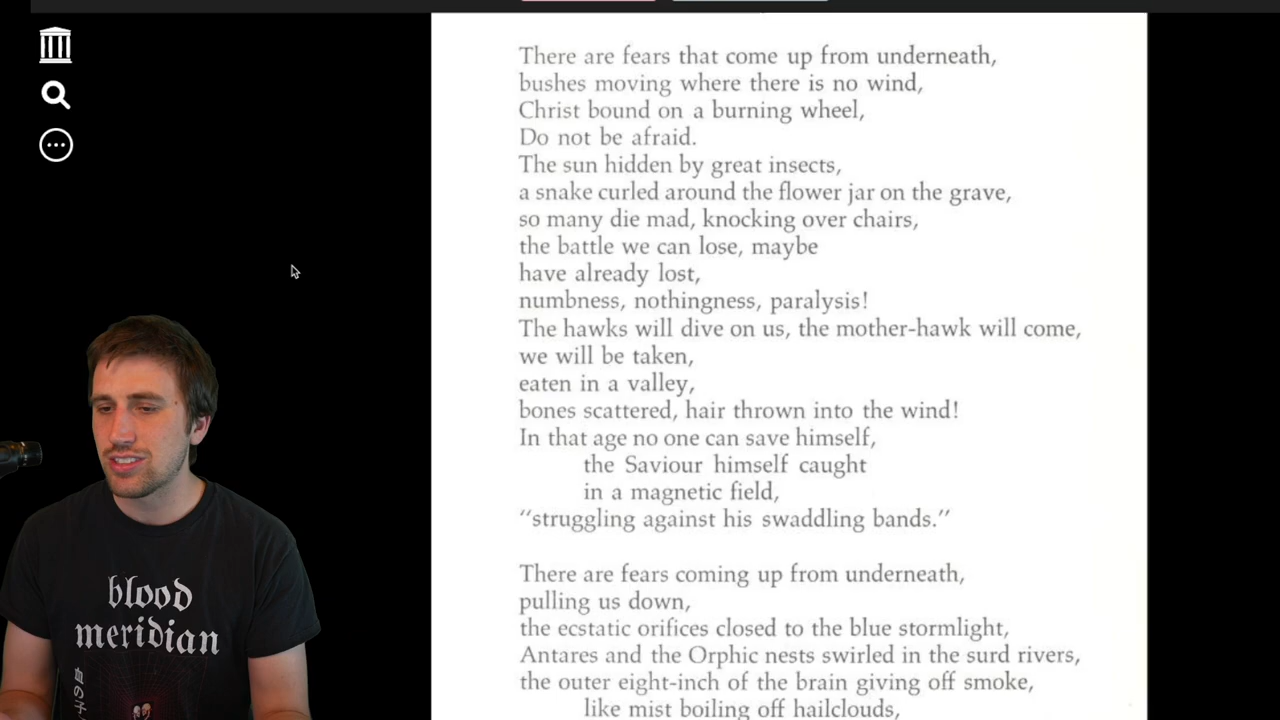 There are fears that come up from underneath,
bushes moving where there is no wind,
Christ bound on a burning wheel,
Do not be afraid.
The sun hidden by great insects,
a snake curled around the flower jar on the grave,
so many die mad, knocking over chairs,
the battle we can lose, maybe
have already lost,
numbness, nothingness, paralysis!
The hawks will dive on us, the mother-hawk will come,
we will be taken,
eaten in a valley,
bones scattered, hair thrown into the wind!
In that age no one can save himself,
the Saviour himself caught
in a magnetic field,
“struggling against his swaddling bands.”
There are fears coming up from underneath,
pulling us down,
the ecstatic orifices closed to the blue stormlight,
Antares and the Orphic nests swirled in the surd rivers,
the outer eight-inch of the brain giving off smoke,
like mist boiling off hailclouds,
blood
meridian